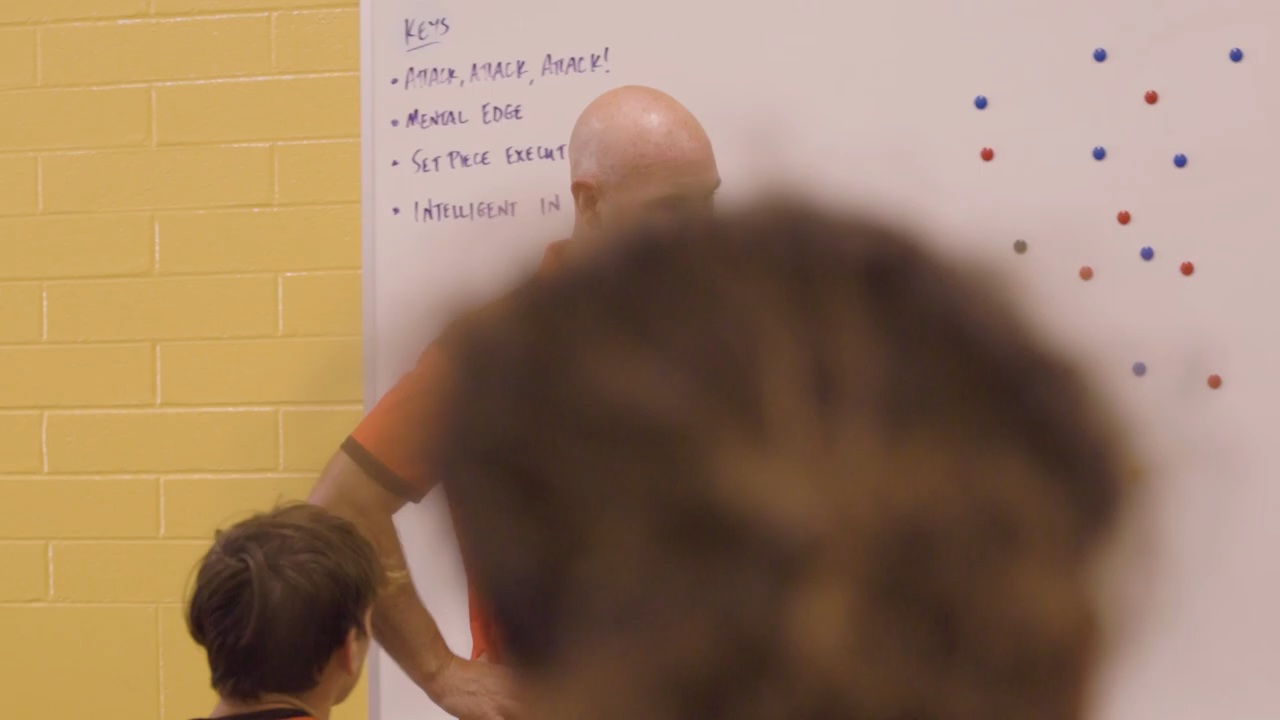 KEYS
• ATTACK, ATTACK, ATTACK!
• MENTAL EDGE
• SET PIECE EXECUT
• INTELLIGENT IN